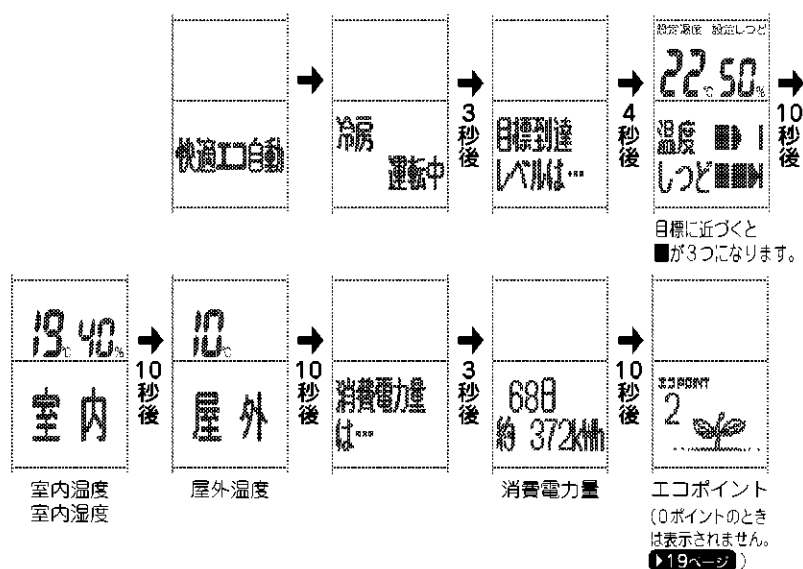 快適エコ自動
冷房
運転中
3秒後
目標到達
レベルは…
4秒後
設定温度 設定しつど
22℃ 50%
温度
しつど
10秒後
目標に近づくと
■が3つになります。
19℃ 40%
室内
室内温度
室内湿度
10秒後
10℃
屋外
屋外温度
10秒後
消費電力量
は…
3秒後
68日
約 372kWh
消費電力量
10秒後
エコPOINT
2
エコポイント
(0ポイントのとき
は表示されません。
▶19ページ)